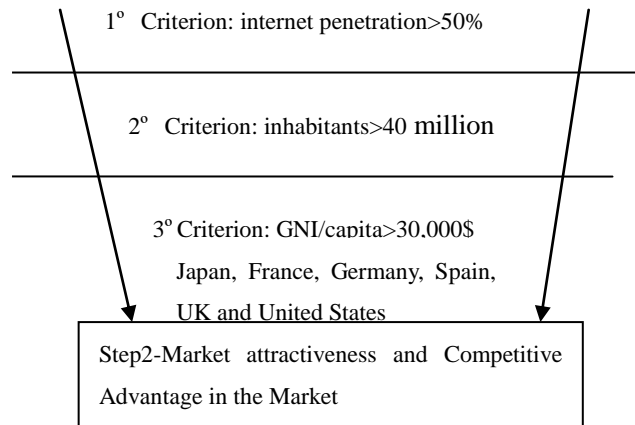 1º Criterion: internet penetration>50%
2º Criterion: inhabitants>40 million
3º Criterion: GNI/capita>30,000$
Japan, France, Germany, Spain,
UK and United States
Step2-Market attractiveness and Competitive
Advantage in the Market